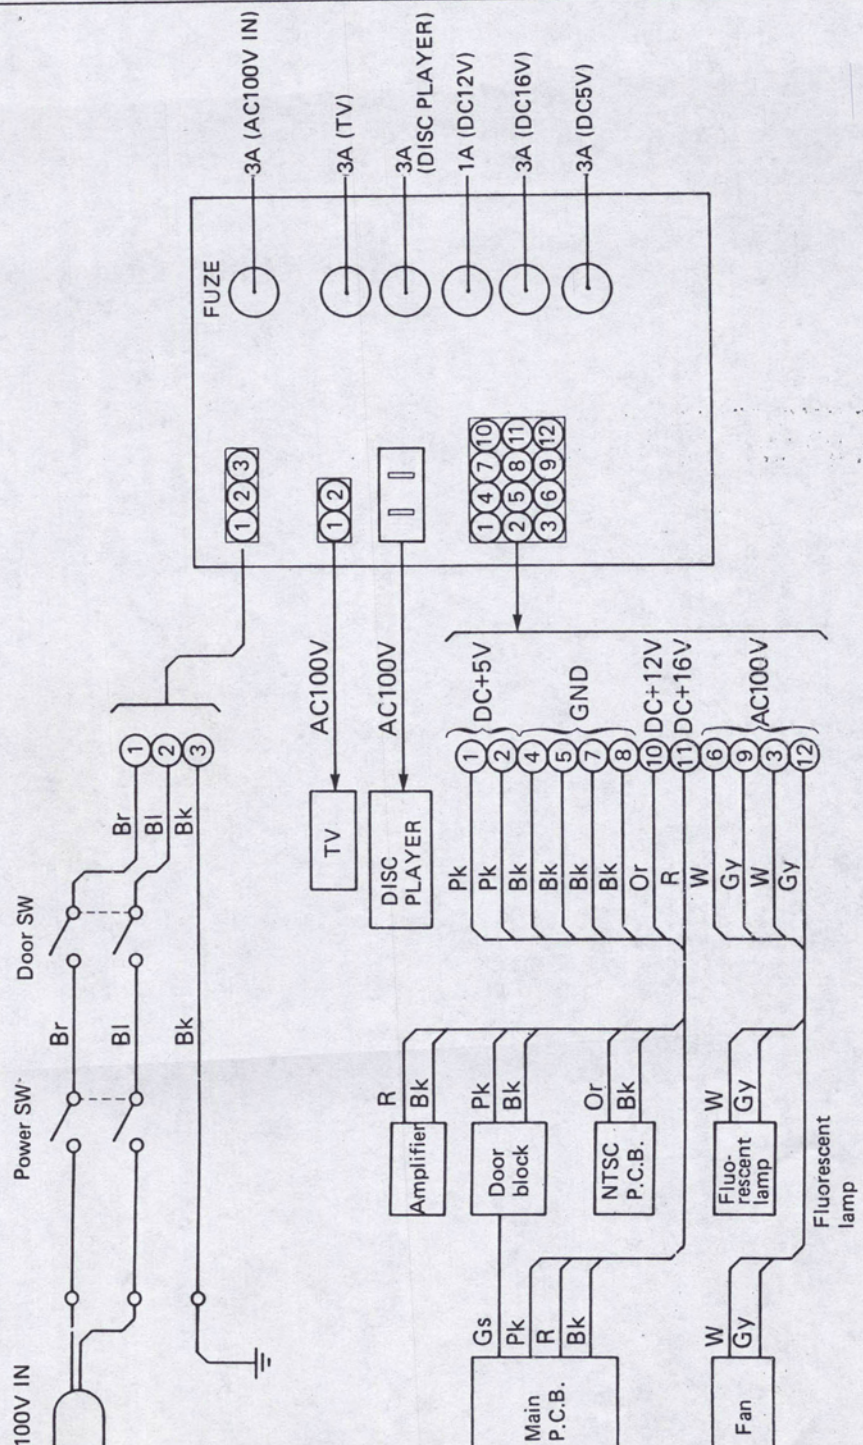 100V IN
Power SW
Door SW
Br
Bl
Bk
Br
Bl
Bk
1
2
3
1 2 3
FUZE
3A (AC100V IN)
3A (TV)
3A
(DISC PLAYER)
1A (DC12V)
3A (DC16V)
3A (DC5V)
1 2
AC100V
TV
AC100V
DISC
PLAYER
1 4 7 10
2 5 8 11
3 6 9 12
DC+5V
GND
DC+12V
DC+16V
AC100V
1
2
4
5
7
8
10
11
6
9
3
12
Pk
Pk
Bk
Bk
Bk
Bk
Or
R
W
Gy
W
Gy
R
Bk
Amplifier
Pk
Bk
Door
block
Or
Bk
NTSC
P.C.B.
W
Gy
Fluo-
rescent
lamp
Fluorescent
lamp
Gs
Pk
R
Bk
Main
P.C.B.
W
Gy
Fan